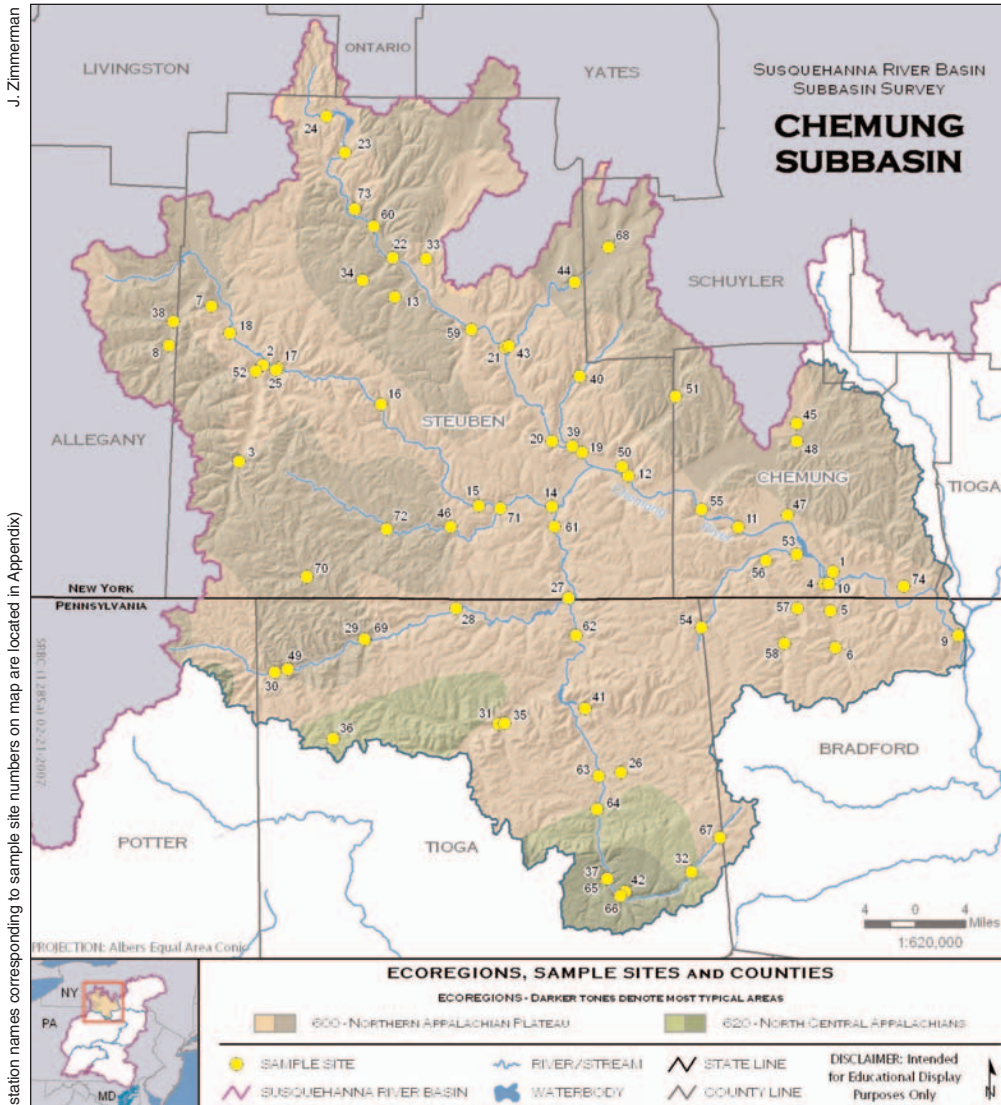 J. Zimmerman
station names corresponding to sample site numbers on map are located in Appendix)
LIVINGSTON
ONTARIO
YATES
SUSQUEHANNA RIVER BASIN
SUBBASIN SURVEY
CHEMUNG
SUBBASIN
24
23
73
60
22
33
68
34
13
44
SCHUYLER
7
38
18
59
8
21
43
2
17
52
25
40
51
16
STEUBEN
45
ALLEGANY
20
39
19
48
3
50
12
CHEMUNG
TIOGA
15
14
55
47
72
46
71
61
11
53
70
56
1
NEW YORK
4
10
74
PENNSYLVANIA
27
57
5
28
29
69
62
54
9
49
58
6
30
41
31
35
36
BRADFORD
63
26
64
POTTER
TIOGA
67
32
37
42
65
66
4 0 4
Miles
1:620,000
PROJECTION: Albers Equal Area Conic
NY
PA
MD
ECOREGIONS, SAMPLE SITES AND COUNTIES
ECOREGIONS - DARKER TONES DENOTE MOST TYPICAL AREAS
600 - NORTHERN APPALACHIAN PLATEAU
620 - NORTH CENTRAL APPALACHIANS
SAMPLE SITE
RIVER/STREAM
STATE LINE
SUSQUEHANNA RIVER BASIN
WATERBODY
COUNTY LINE
DISCLAIMER: Intended
for Educational Display
Purposes Only
N